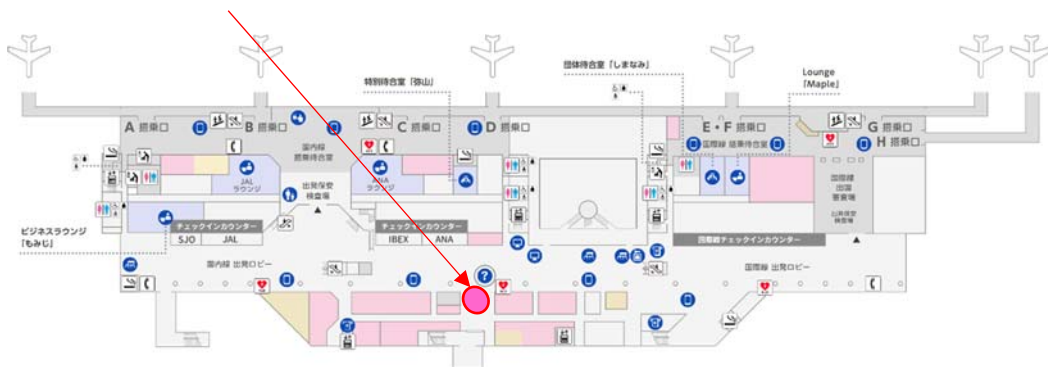 特別待合室「弥山」
団体待合室「しまなみ」
Lounge
「Maple」
A 搭乗口
B 搭乗口
C 搭乗口
D 搭乗口
E・F 搭乗口
G 搭乗口
H 搭乗口
国内線
搭乗待合室
国際線 搭乗待合室
JAL
ラウンジ
ANA
ラウンジ
出発保安
検査場
国際線
出国
審査場
ビジネスラウンジ
「もみじ」
チェックインカウンター
SJO
JAL
チェックインカウンター
IBEX
ANA
国際線チェックインカウンター
国内線 出発ロビー
国際線 出発ロビー
?